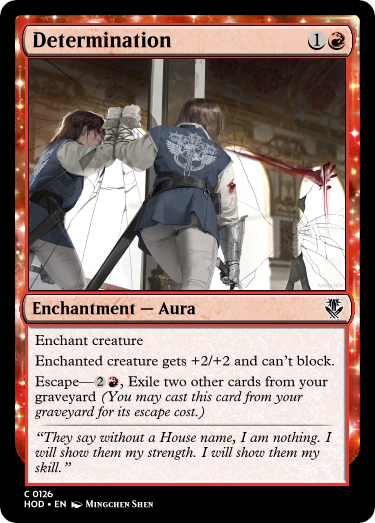 Determination
1
Enchantment — Aura
Enchant creature
Enchanted creature gets +2/+2 and can't block.
Escape—2, Exile two other cards from your
graveyard (You may cast this card from your
graveyard for its escape cost.)
"They say without a House name, I am nothing. I
will show them my strength. I will show them my
skill."
C 0126
HOD • EN Mingchen Shen
MINGCHEN